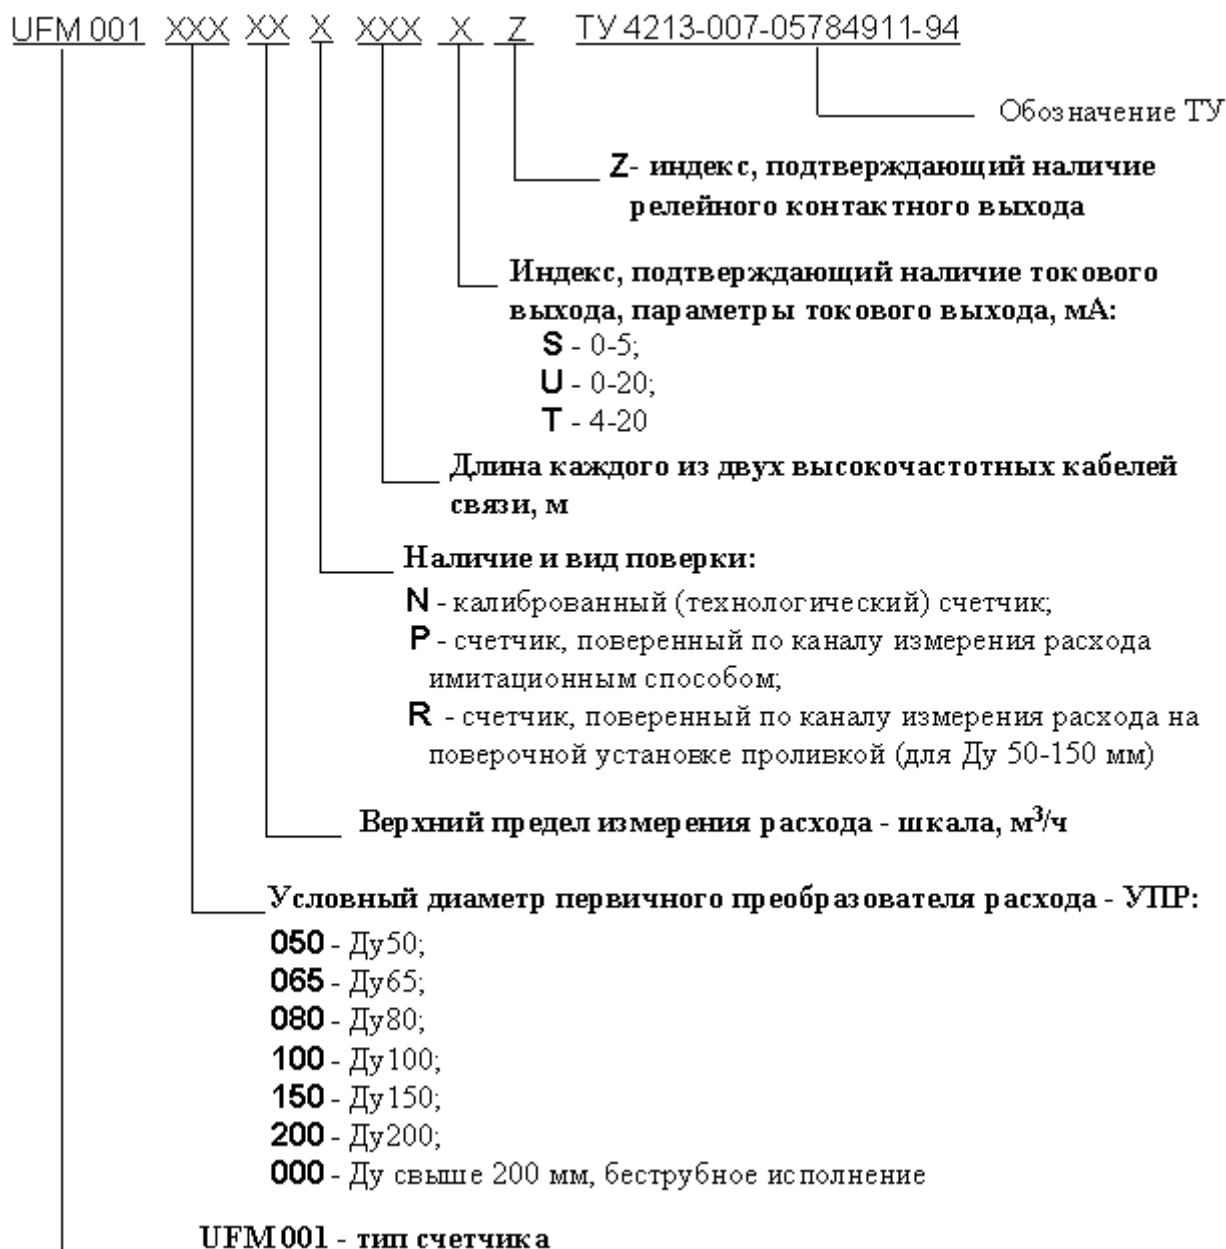 UFM 001 XXX XX X XXX X Z ТУ 4213-007-05784911-94
Обозначение ТУ
Z- индекс, подтверждающий наличие
релейного контактного выхода
Индекс, подтверждающий наличие токового
выхода, параметры токового выхода, мА:
S - 0-5;
U - 0-20;
T - 4-20
Длина каждого из двух высокочастотных кабелей
связи, м
Наличие и вид поверки:
N - калиброванный (технологический) счетчик;
P - счетчик, поверенный по каналу измерения расхода
имитационным способом;
R - счетчик, поверенный по каналу измерения расхода на
поверочной установке проливкой (для Ду 50-150 мм)
Верхний предел измерения расхода - шкала, м³/ч
Условный диаметр первичного преобразователя расхода - УПР:
050 - Ду50;
065 - Ду65;
080 - Ду80;
100 - Ду100;
150 - Ду150;
200 - Ду200;
000 - Ду свыше 200 мм, беструбное исполнение
UFM 001 - тип счетчика